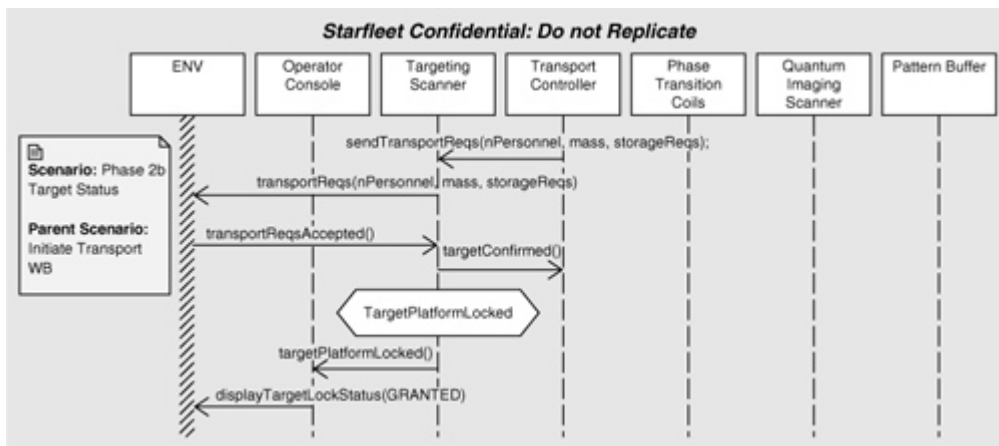 Starfleet Confidential: Do not Replicate
ENV
Operator
Console
Targeting
Scanner
Transport
Controller
Phase
Transition
Coils
Quantum
Imaging
Scanner
Pattern Buffer
sendTransportReqs(nPersonnel, mass, storageReqs);
Scenario: Phase 2b
Target Status
Parent Scenario:
Initiate Transport
WB
transportReqs(nPersonnel, mass, storageReqs)
transportReqsAccepted()
targetConfirmed()
TargetPlatformLocked
targetPlatformLocked()
displayTargetLockStatus(GRANTED)